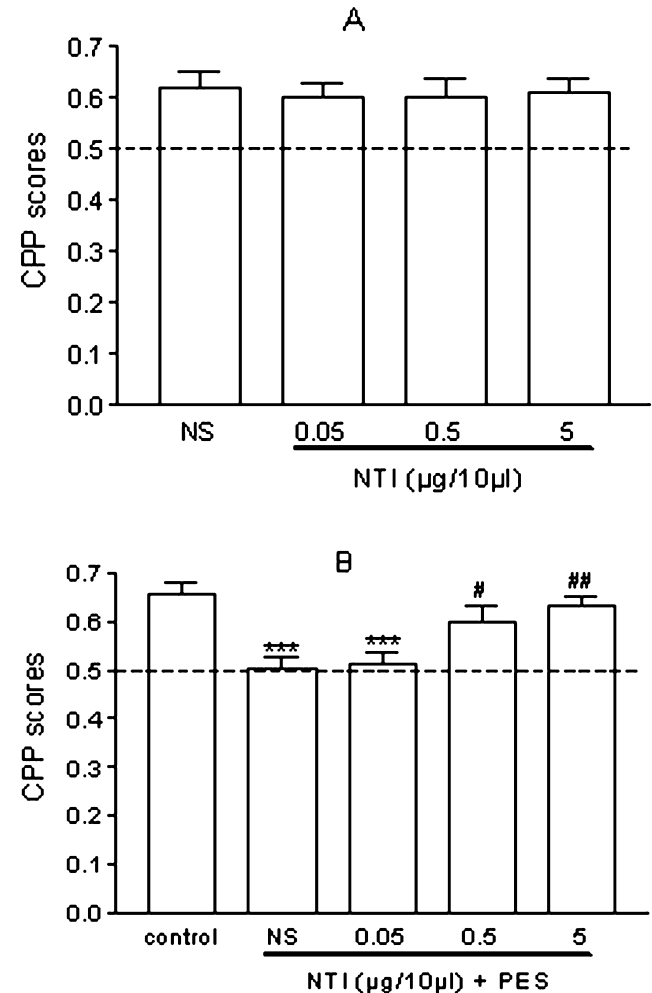 A
0.7
0.6
0.5
0.4
0.3
0.2
0.1
0.0
CPP scores
NS 0.05 0.5 5
NTI (µg/10µl)
B
0.7
0.6
0.5
0.4
0.3
0.2
0.1
0.0
CPP scores
*** *** # ##
control NS 0.05 0.5 5
NTI (µg/10µl) + PES